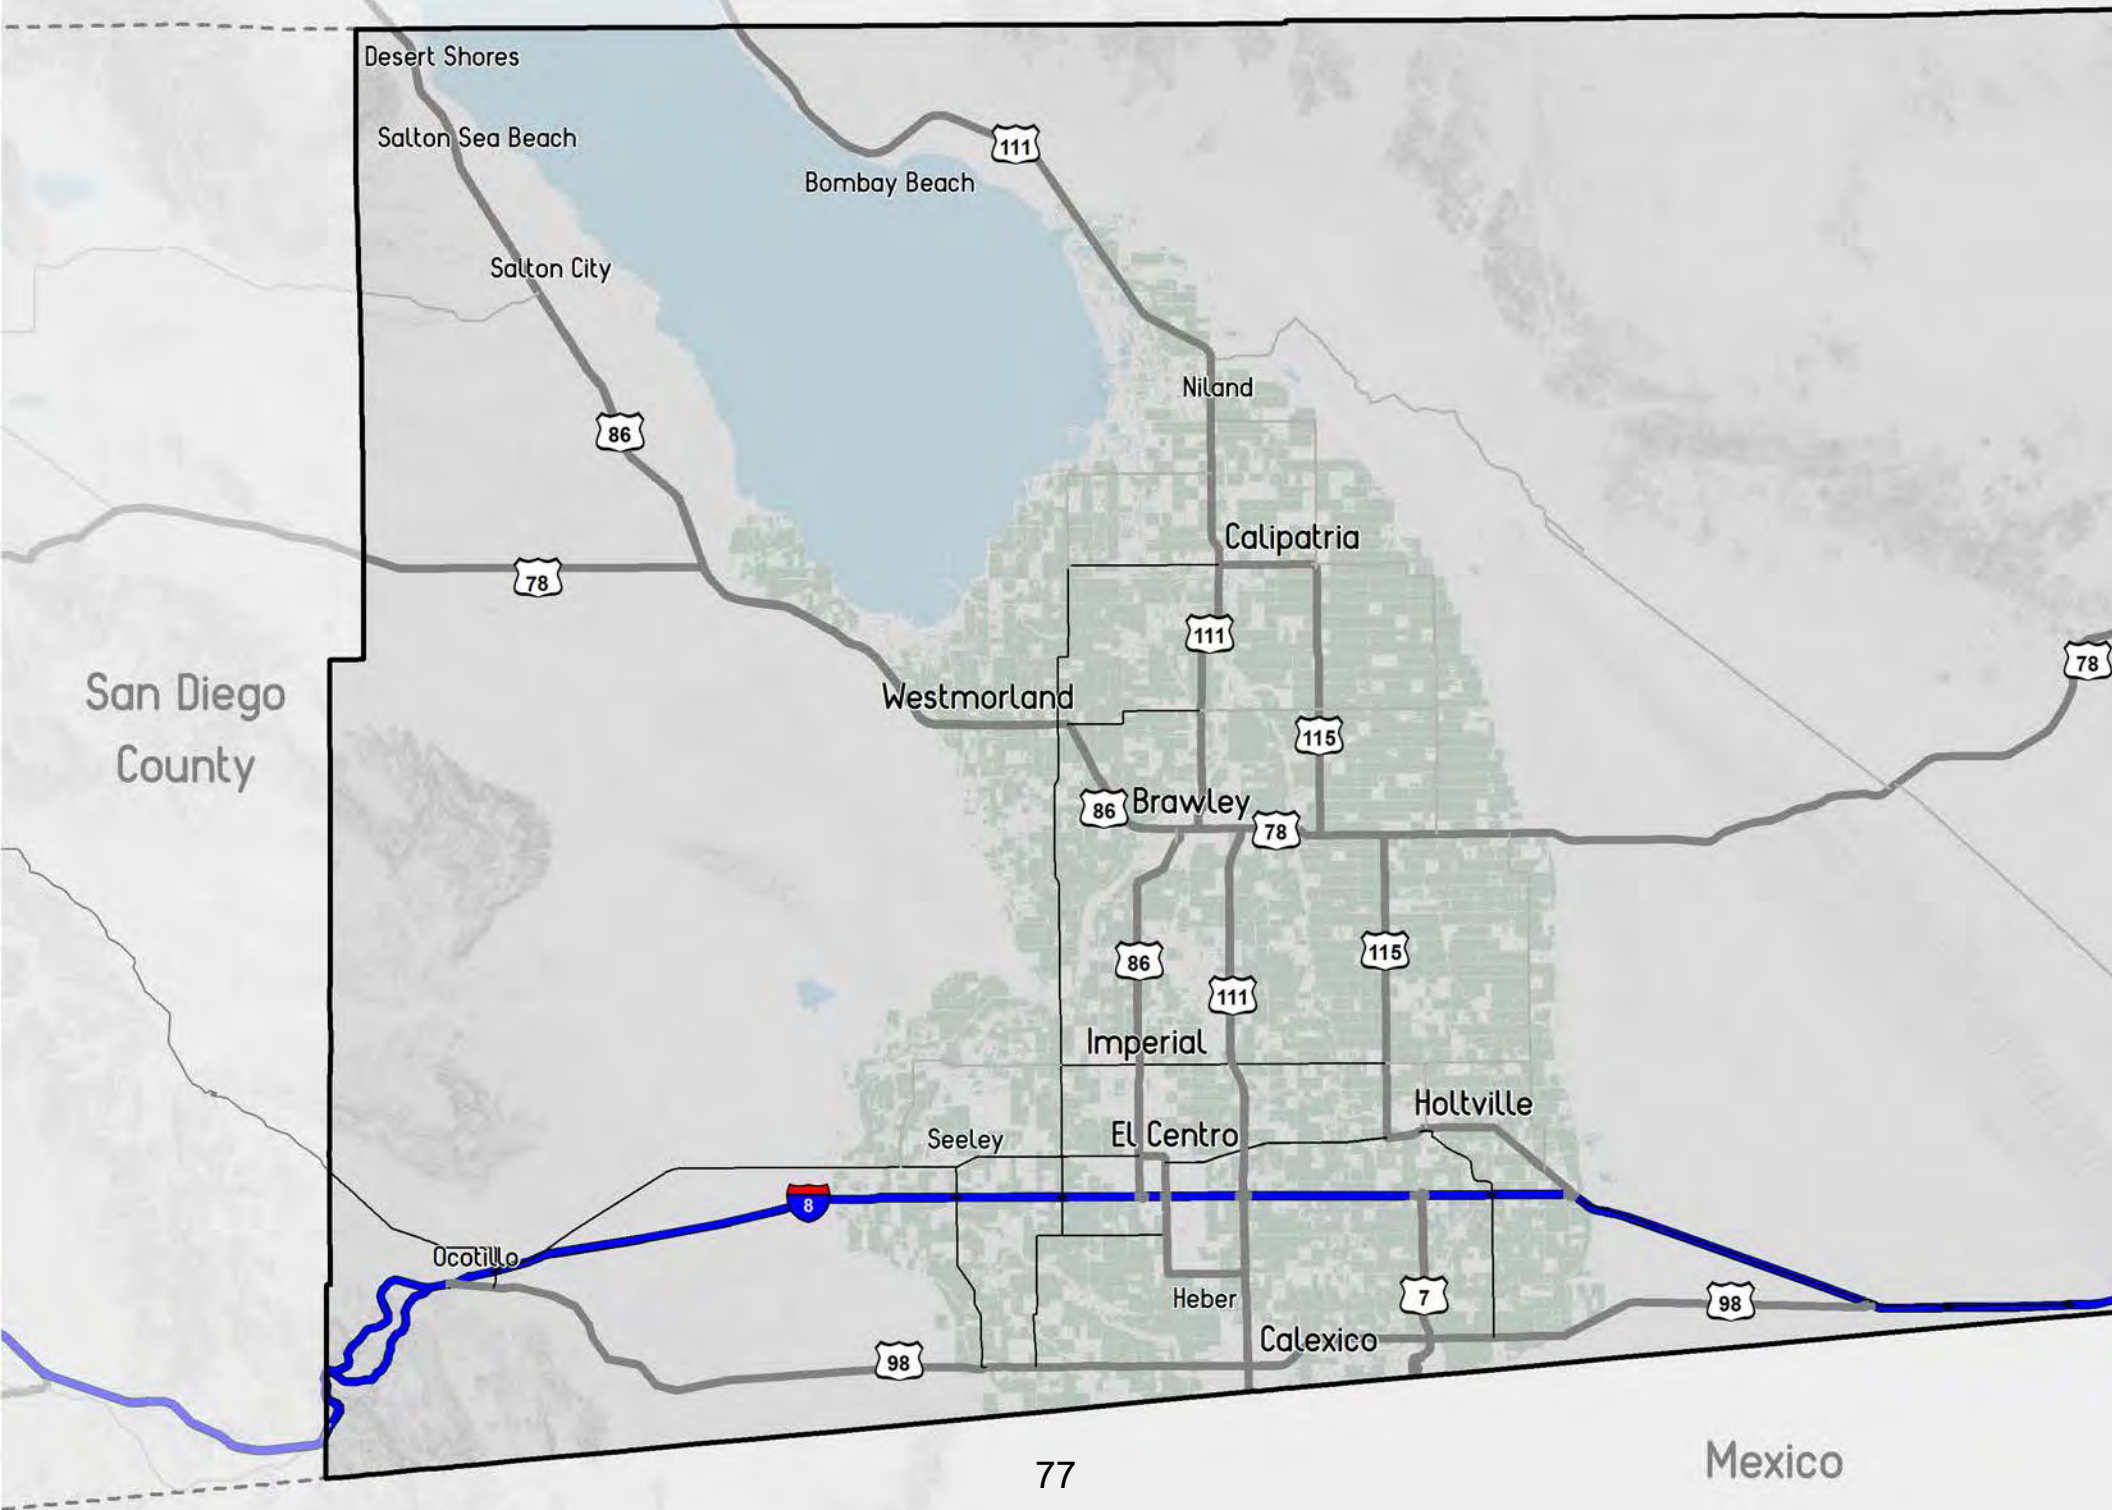 Desert Shores
Salton Sea Beach
111
Bombay Beach
Salton City
Niland
86
Calipatria
78
111
78
San Diego
County
Westmorland
115
86
Brawley
78
86
111
115
Imperial
Holtville
El Centro
Seeley
8
Ocotillo
Heber
7
98
Calexico
98
Mexico
77